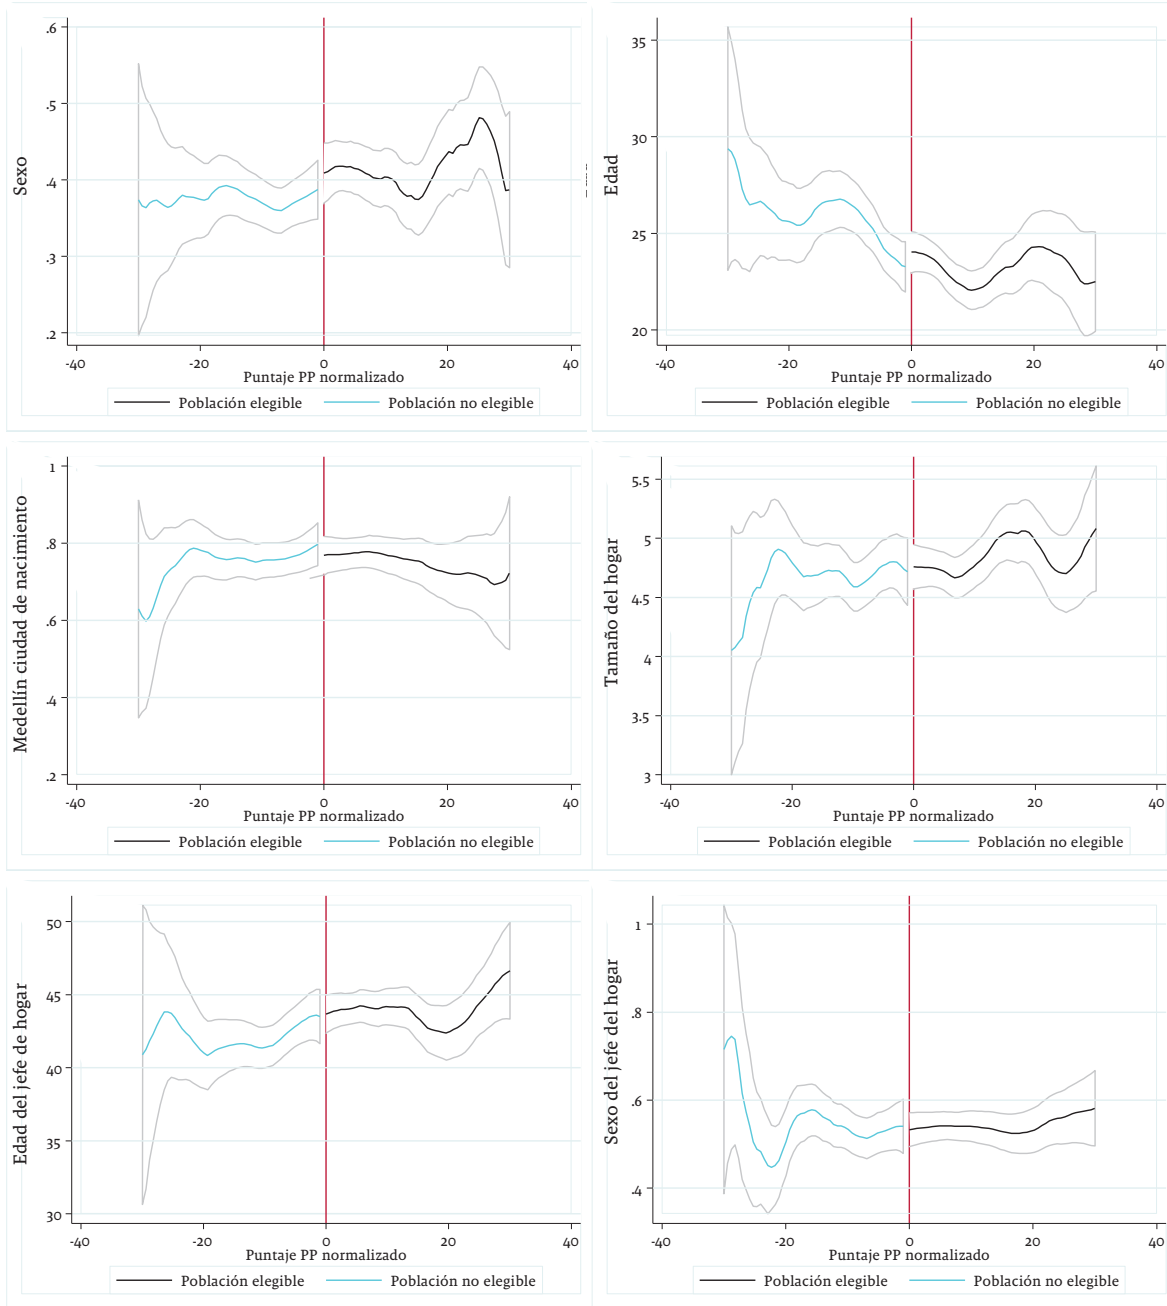 Sexo
.6
.5
.4
.3
.2
-40 -20 0 20 40
Puntaje PP normalizado
Población elegible Población no elegible
Edad
35
30
25
20
-40 -20 0 20 40
Puntaje PP normalizado
Población elegible Población no elegible
Medellín ciudad de nacimiento
1
.8
.6
.4
.2
-40 -20 0 20 40
Puntaje PP normalizado
Población elegible Población no elegible
Tamaño del hogar
5.5
5
4.5
4
3.5
3
-40 -20 0 20 40
Puntaje PP normalizado
Población elegible Población no elegible
Edad del jefe de hogar
50
45
40
35
30
-40 -20 0 20 40
Puntaje PP normalizado
Población elegible Población no elegible
Sexo del jefe del hogar
1
.8
.6
.4
-40 -20 0 20 40
Puntaje PP normalizado
Población elegible Población no elegible